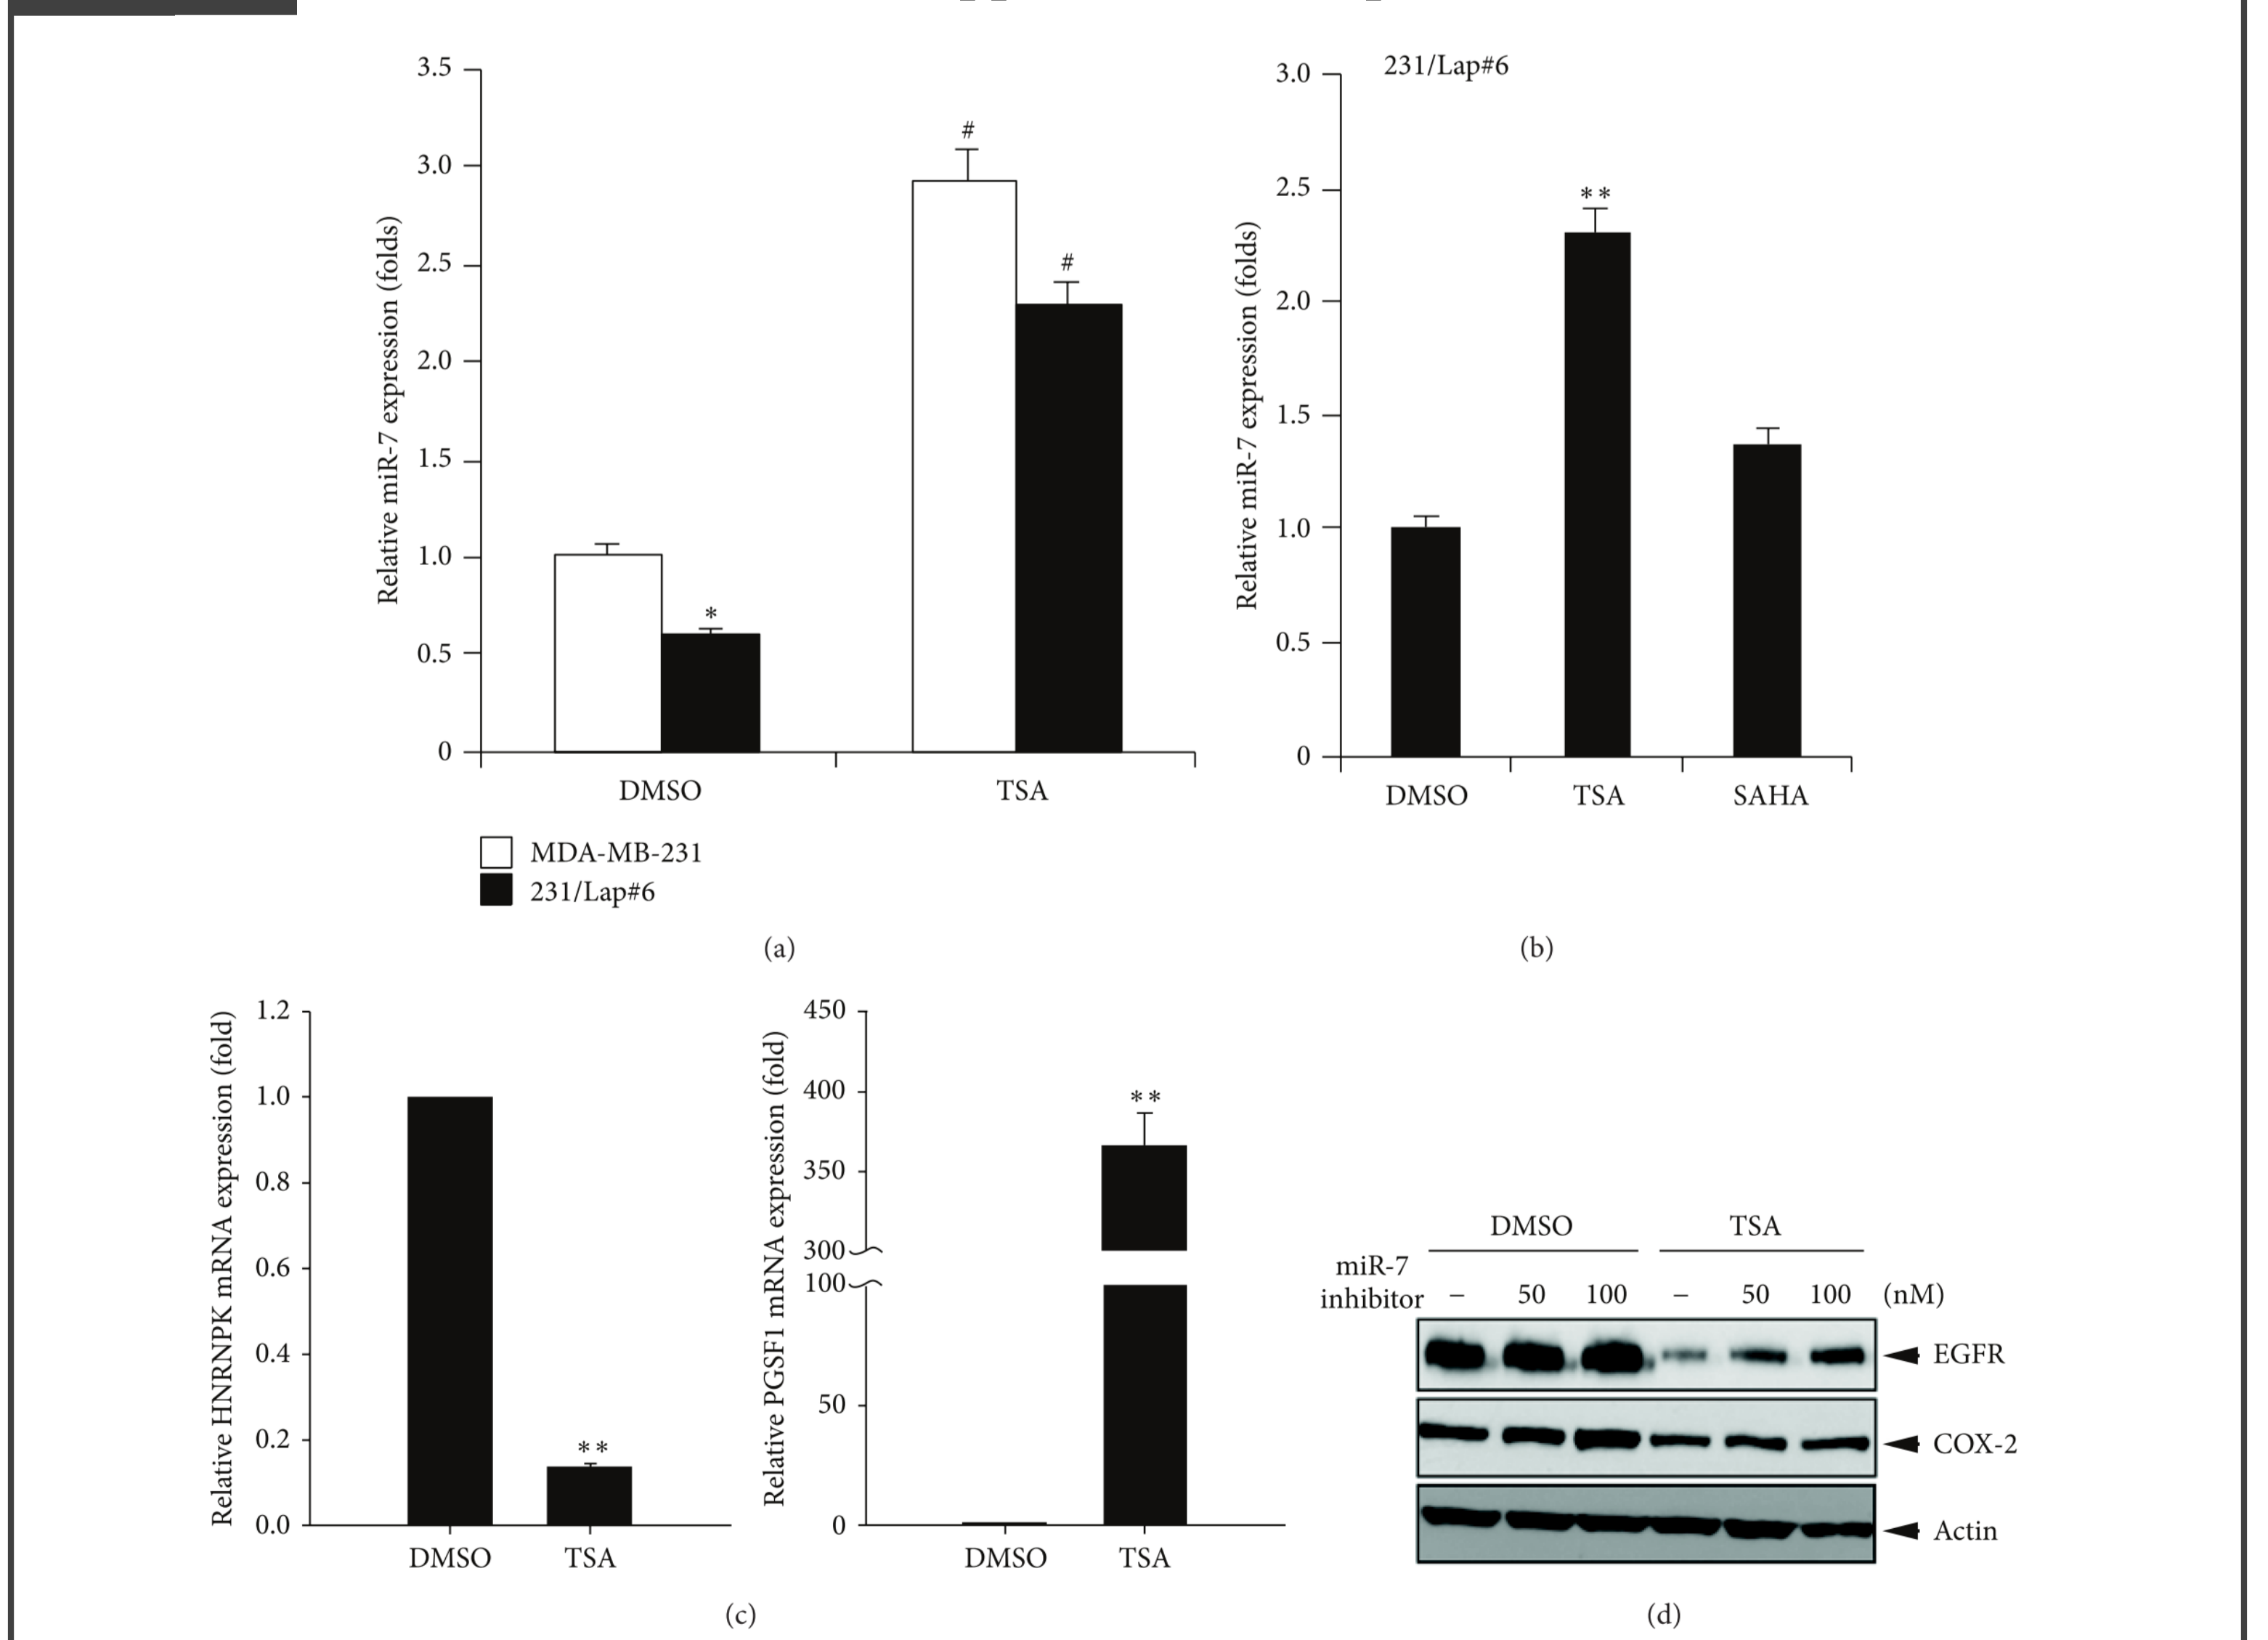 3.5
3.0
2.5
2.0
1.5
1.0
0.5
0
Relative miR-7 expression (folds)
#
#
*
DMSO
TSA
MDA-MB-231
231/Lap#6
(a)
231/Lap#6
3.0
2.5
2.0
1.5
1.0
0.5
0
Relative miR-7 expression (folds)
**
DMSO
TSA
SAHA
(b)
1.2
1.0
0.8
0.6
0.4
0.2
0.0
Relative HNRNPK mRNA expression (fold)
**
DMSO
TSA
450
400
350
300
100
50
0
Relative PGSF1 mRNA expression (fold)
**
DMSO
TSA
(c)
DMSO TSA
miR-7
inhibitor – 50 100 – 50 100 (nM)
EGFR
COX-2
Actin
(d)